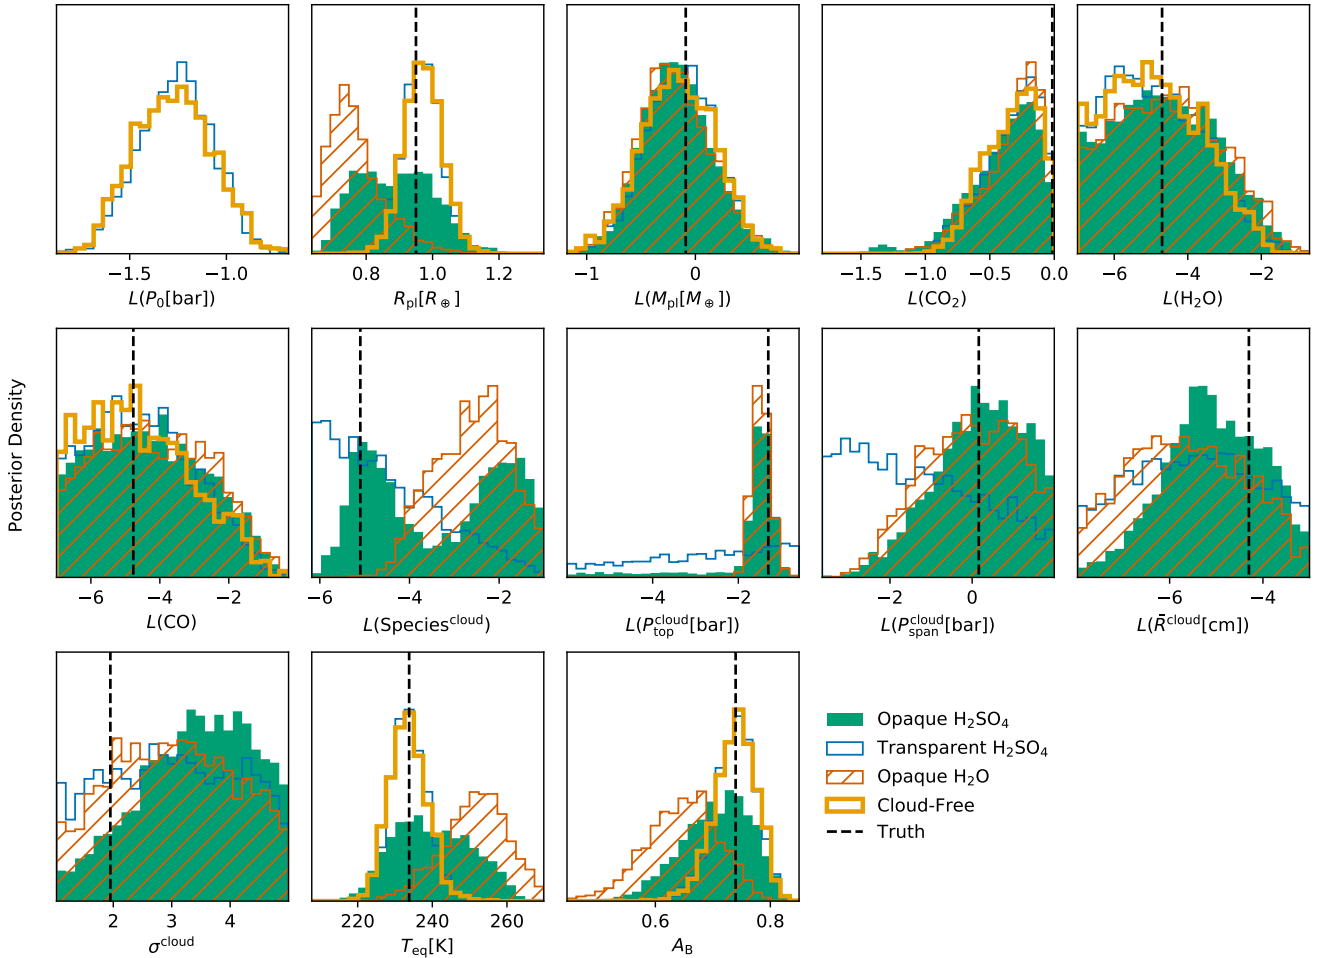 −1.5 −1.0
L(P₀[bar])
0.8 1.0 1.2
R_pl[R_⊕]
−1 0
L(M_pl[M_⊕])
−1.5 −1.0 −0.5 0.0
L(CO₂)
−6 −4 −2
L(H₂O)
Posterior Density
−6 −4 −2
L(CO)
−6 −4 −2
L(Species^cloud)
−4 −2
L(P_top^cloud[bar])
0
L(P_span^cloud[bar])
−6 −4
L(R̄^cloud[cm])
2 3 4
σ^cloud
220 240 260
T_eq[K]
0.6 0.8
A_B
Opaque H₂SO₄
Transparent H₂SO₄
Opaque H₂O
Cloud-Free
Truth